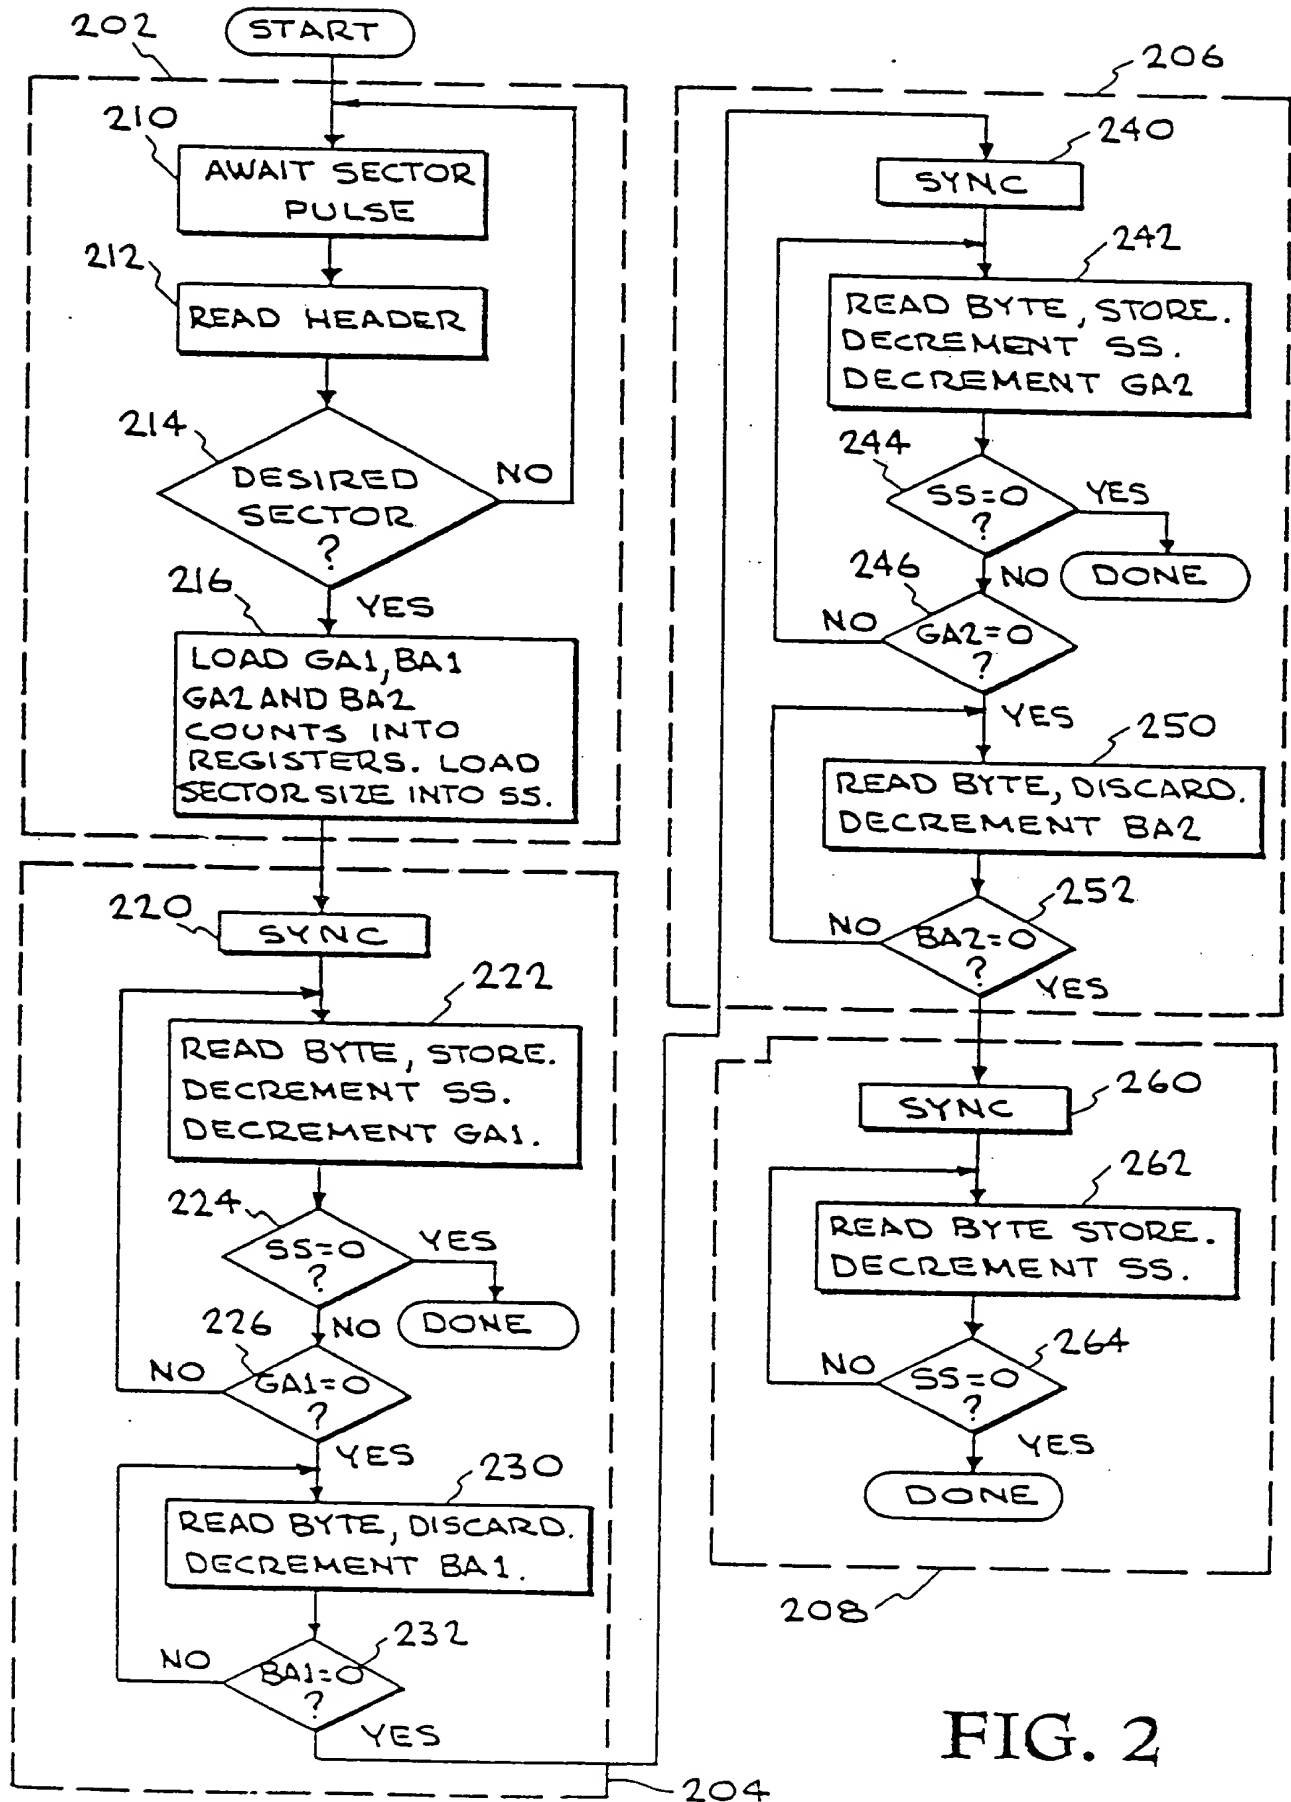 202
START
210
AWAIT SECTOR
PULSE
212
READ HEADER
214
DESIRED
SECTOR
?
NO
216
YES
LOAD GA1, BA1
GA2 AND BA2
COUNTS INTO
REGISTERS. LOAD
SECTOR SIZE INTO SS.
220
SYNC
222
READ BYTE, STORE.
DECREMENT SS.
DECREMENT GA1.
224
SS=0
?
YES
DONE
226
NO
GA1=0
?
NO
YES
230
READ BYTE, DISCARD.
DECREMENT BA1.
232
BA1=0
?
NO
YES
204
206
240
SYNC
242
READ BYTE, STORE.
DECREMENT SS.
DECREMENT GA2
244
SS=0
?
YES
DONE
246
NO
GA2=0
?
NO
YES
250
READ BYTE, DISCARD.
DECREMENT BA2
252
BA2=0
?
NO
YES
260
SYNC
262
READ BYTE STORE.
DECREMENT SS.
264
SS=0
?
NO
YES
DONE
208
FIG. 2